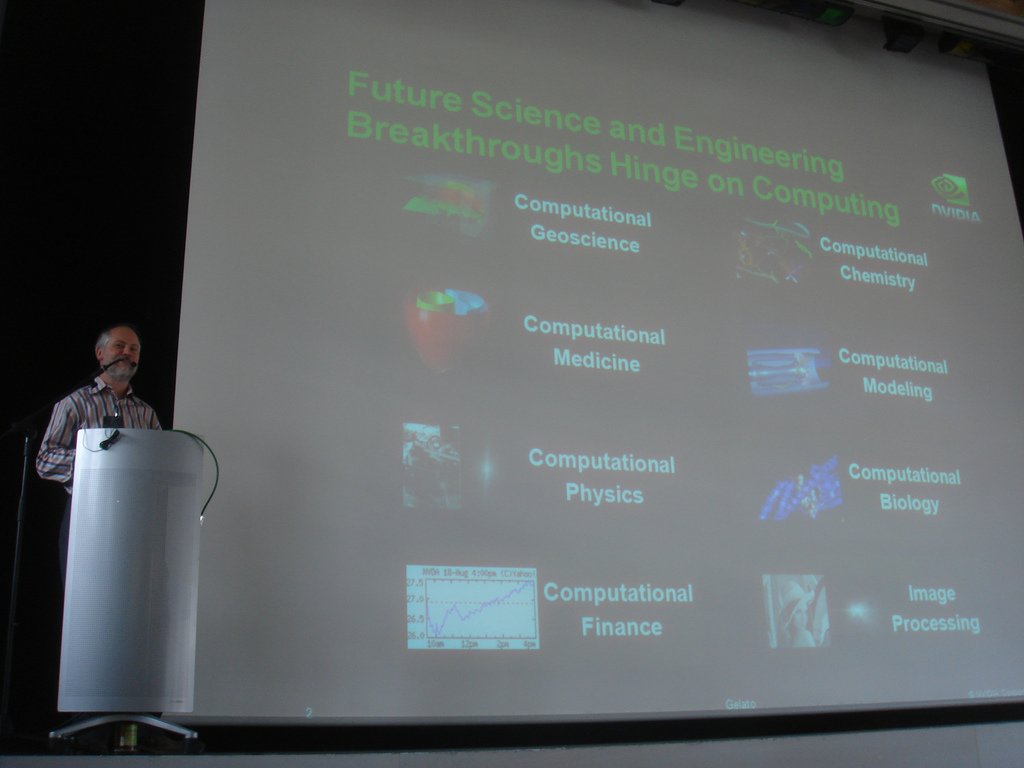 Future Science and Engineering
Breakthroughs Hinge on Computing
NVIDIA
Computational
Geoscience
Computational
Chemistry
Computational
Medicine
Computational
Modeling
Computational
Physics
Computational
Biology
NVDA 18-Aug 4:00pm (C)Yahoo!
27.5
27.0
26.5
26.0
10am 12pm 2pm 4pm
Computational
Finance
Image
Processing
2
Gelato
© NVIDIA